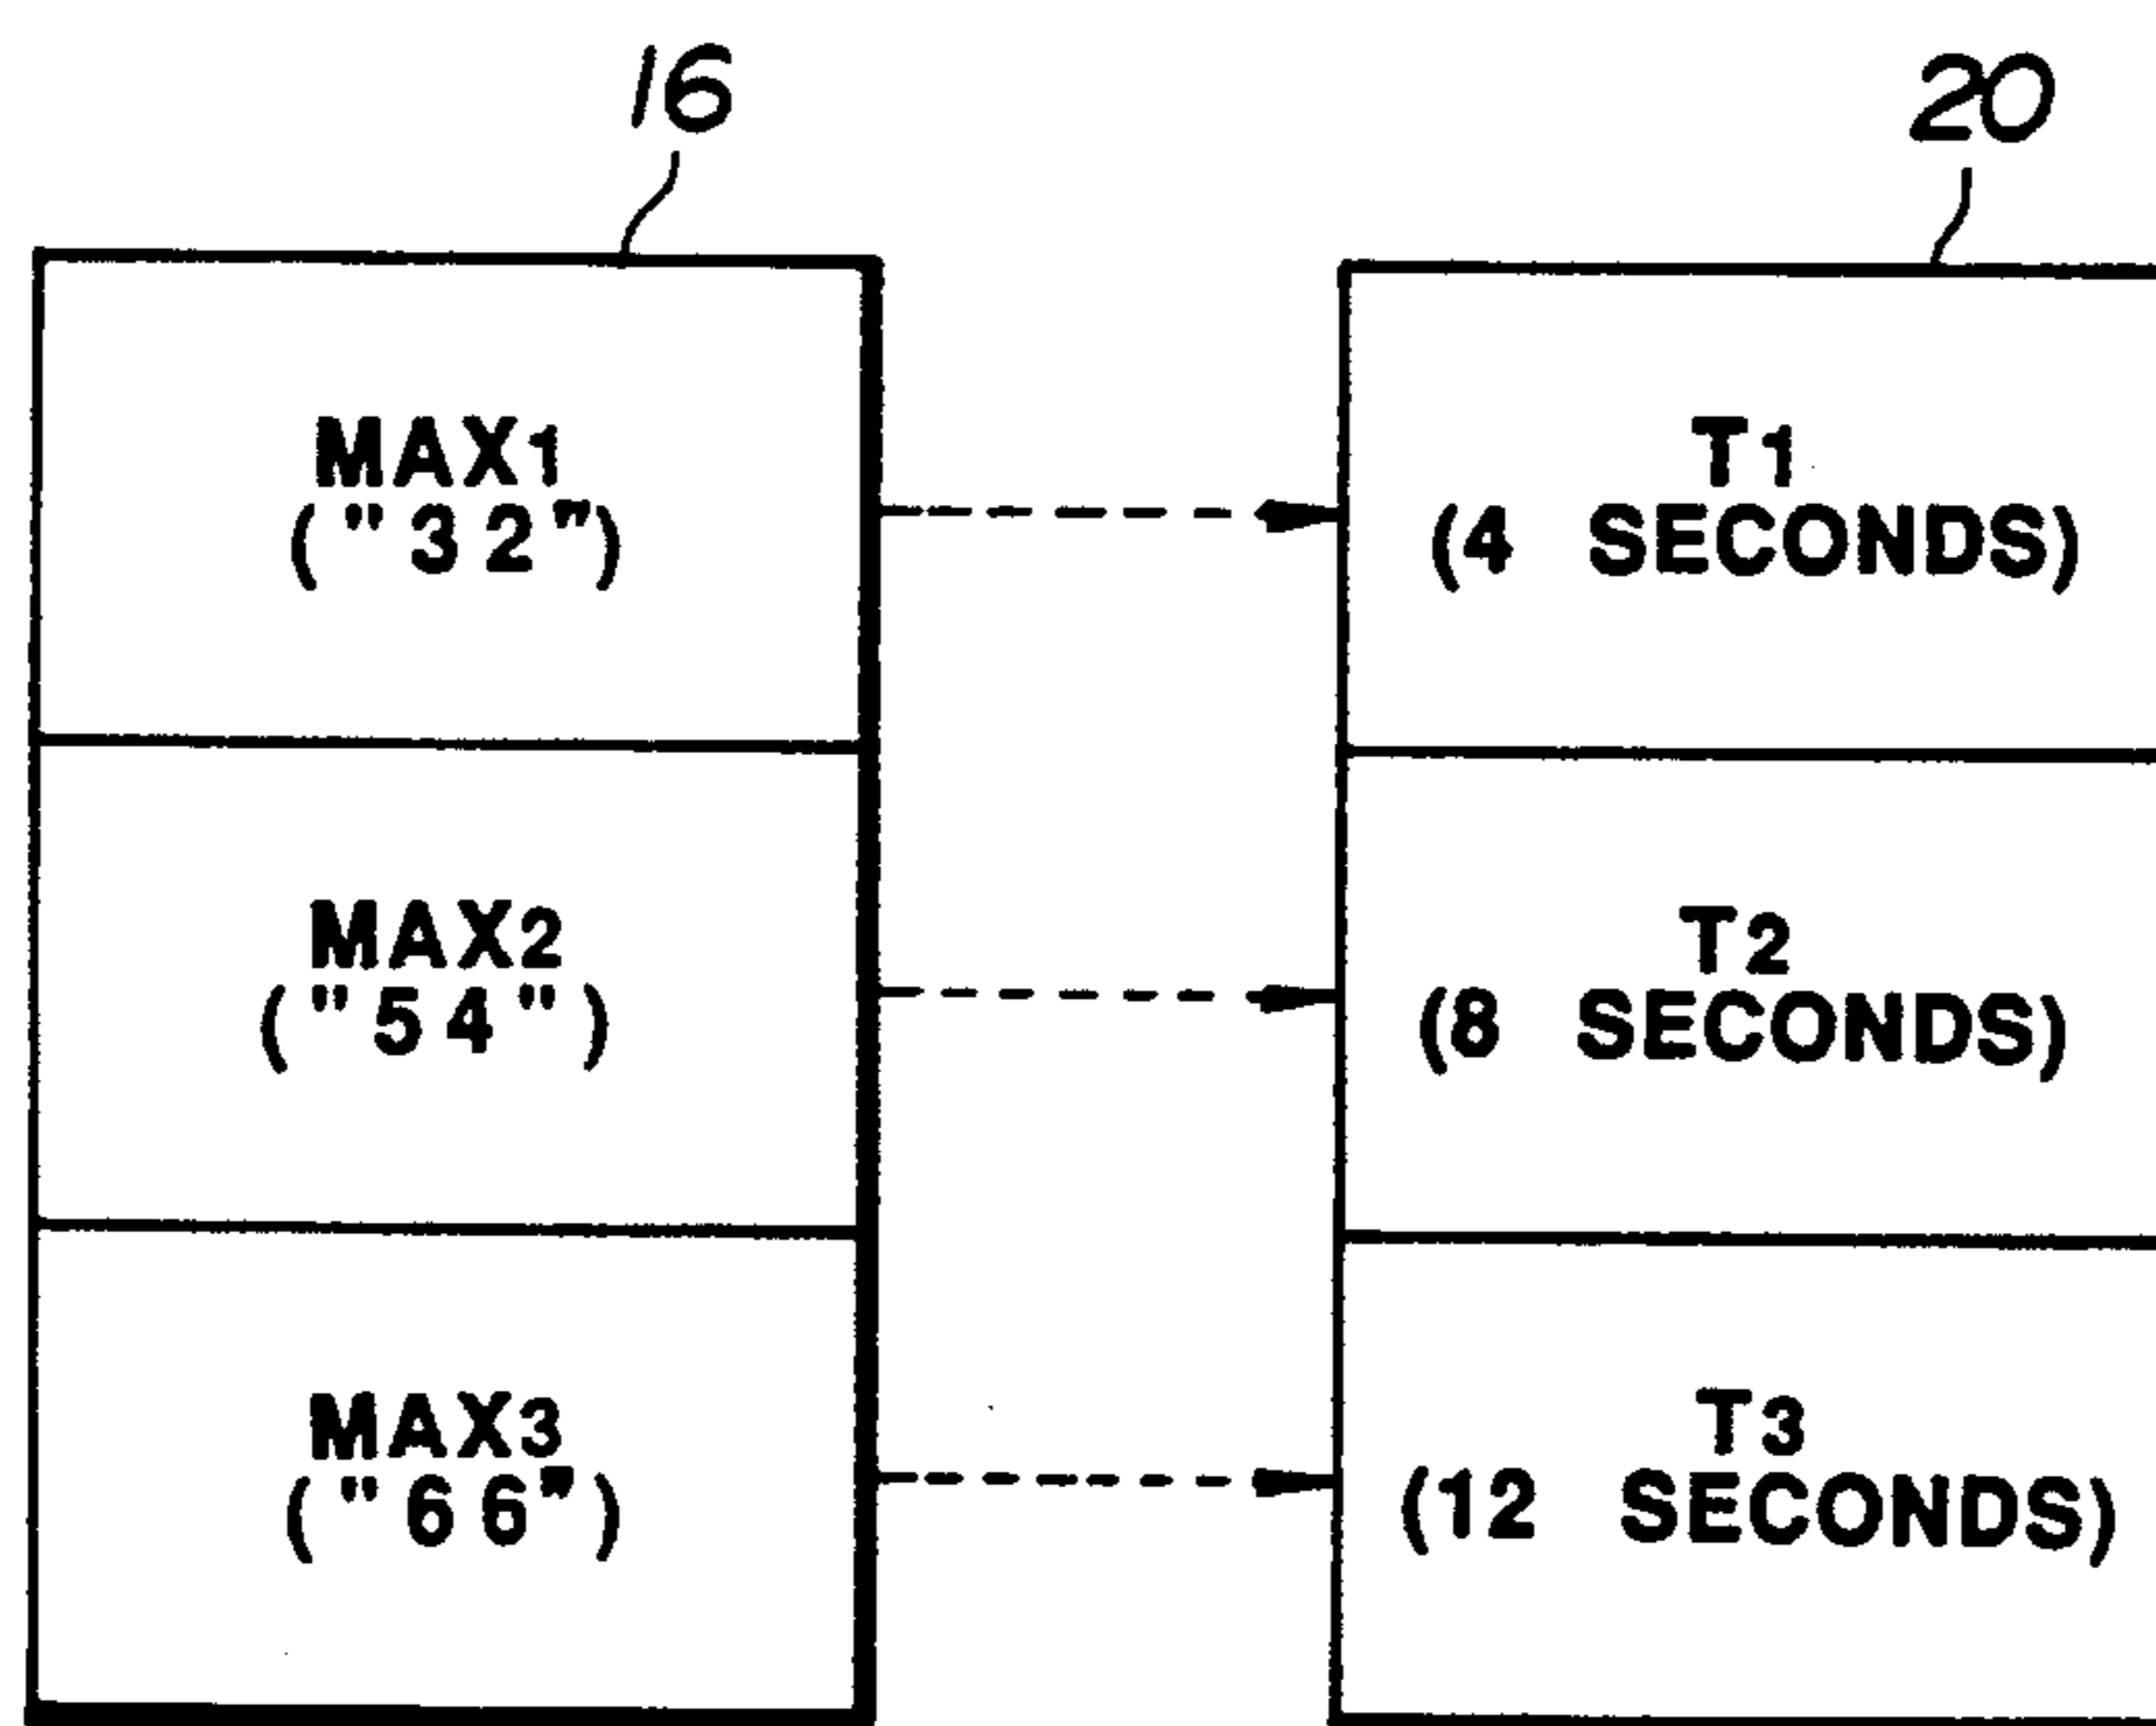 16
20
MAX1
("32")
T1
(4 SECONDS)
MAX2
("54")
T2
(8 SECONDS)
MAX3
("66")
T3
(12 SECONDS)